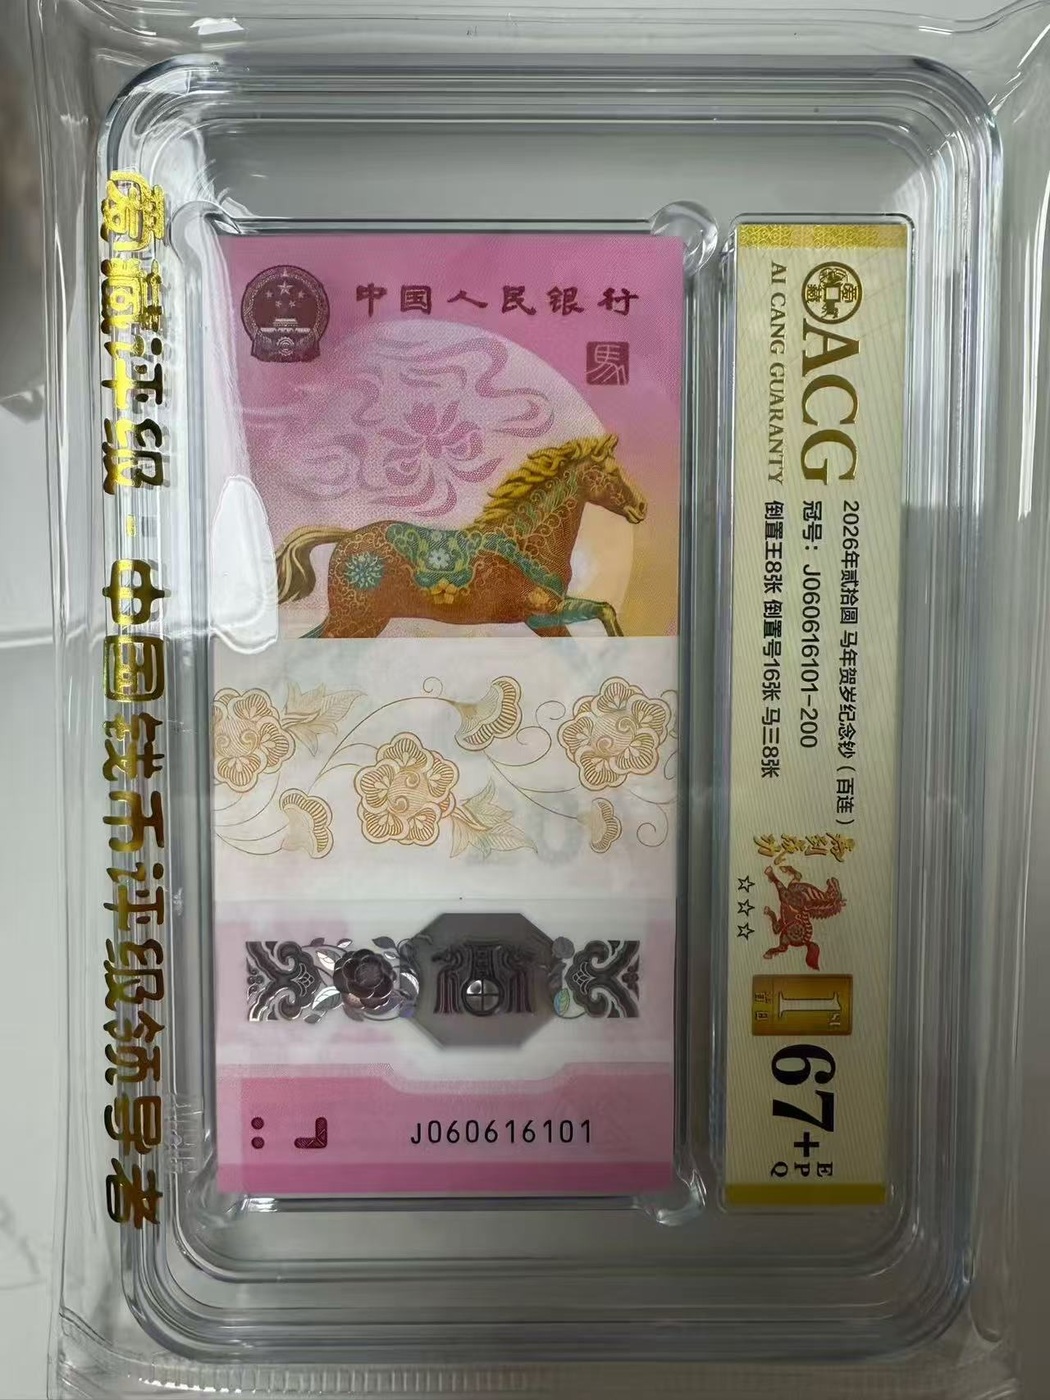 爱藏评级-中国钱币评级领导者
中国人民银行
馬
J060616101
ACG
AI CANG GUARANTY
2026年贰拾圆 马年贺岁纪念钞（百连）
冠号：J060616101-200
倒置王8张 倒置号16张 马三8张
☆☆☆
1ST
67+
EPQ